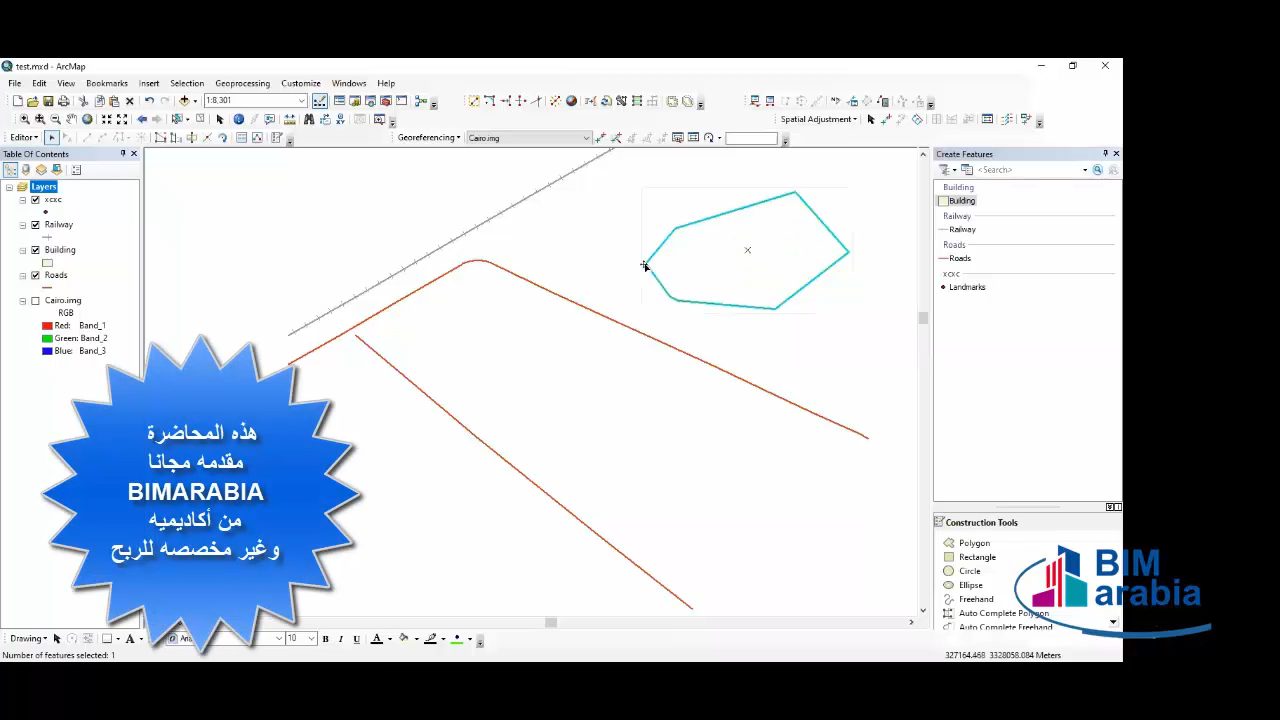 test.mxd - ArcMap
File Edit View Bookmarks Insert Selection Geoprocessing Customize Windows Help
1:8,301
Spatial Adjustment
Editor
Georeferencing
Cairo.img
Table Of Contents
Layers
xcxc
Railway
Building
Roads
Cairo.img
RGB
Red: Band_1
Green: Band_2
Blue: Band_3
Create Features
<Search>
Building
Building
Railway
Railway
Roads
Roads
xcxc
Landmarks
Construction Tools
Polygon
Rectangle
Circle
Ellipse
Freehand
Auto Complete Polygon
Auto Complete Freehand
هذه المحاضرة
مقدمه مجانا
BIMARABIA
من أكاديميه
وغير مخصصه للربح
BIM
arabia
Drawing
A
10
B I U A
Number of features selected: 1
327164.468 3328058.084 Meters